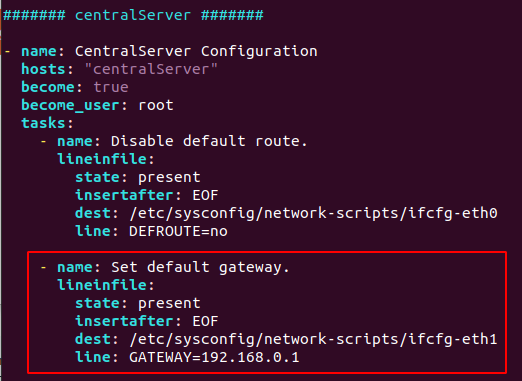 ####### centralServer #######
- name: CentralServer Configuration
  hosts: "centralServer"
  become: true
  become_user: root
  tasks:
    - name: Disable default route.
      lineinfile:
        state: present
        insertafter: EOF
        dest: /etc/sysconfig/network-scripts/ifcfg-eth0
        line: DEFROUTE=no
    - name: Set default gateway.
      lineinfile:
        state: present
        insertafter: EOF
        dest: /etc/sysconfig/network-scripts/ifcfg-eth1
        line: GATEWAY=192.168.0.1